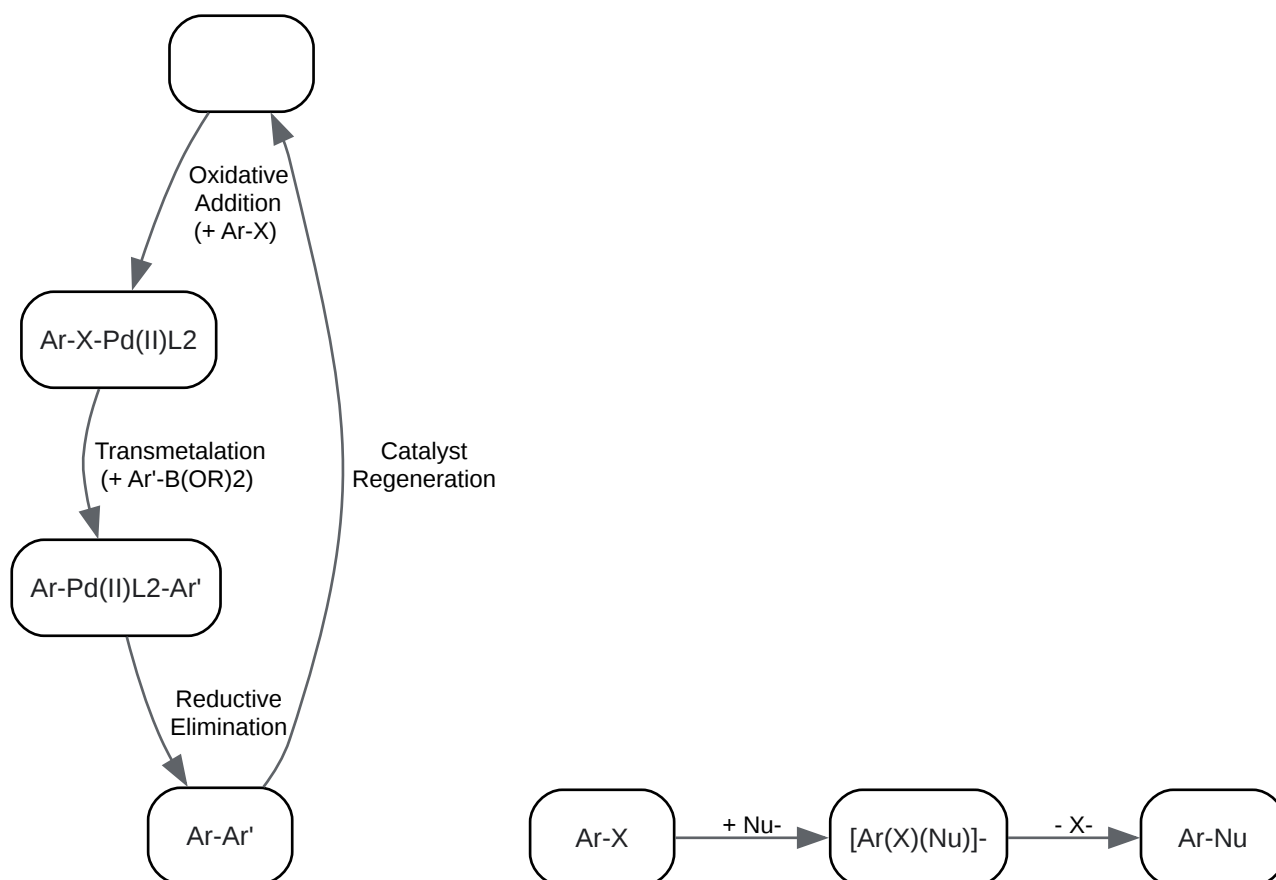 Oxidative
Addition
(+ Ar-X)
Ar-X-Pd(II)L2
Transmetalation
(+ Ar'-B(OR)2)
Catalyst
Regeneration
Ar-Pd(II)L2-Ar'
Reductive
Elimination
Ar-Ar'
Ar-X
+ Nu-
[Ar(X)(Nu)]-
- X-
Ar-Nu